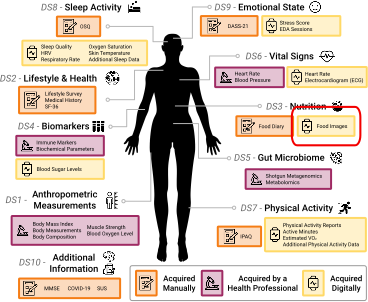 DS8 - Sleep Activity
OSQ
Sleep Quality
HRV
Respiratory Rate
Oxygen Saturation
Skin Temperature
Additional Sleep Data
DS9 - Emotional State
DASS-21
Stress Score
EDA Sessions
DS2 - Lifestyle & Health
Lifestyle Survey
Medical History
SF-36
DS6 - Vital Signs
Heart Rate
Blood Pressure
Heart Rate
Electrocardiogram (ECG)
DS4 - Biomarkers
Immune Markers
Biochemical Parameters
Blood Sugar Levels
DS3 - Nutrition
Food Diary
Food Images
DS5 - Gut Microbiome
Shotgun Metagenomics
Metabolomics
DS1 - Anthropometric
Measurements
Body Mass Index
Body Measurements
Body Composition
Muscle Strength
Blood Oxygen Level
DS7 - Physical Activity
IPAQ
Physical Activity Reports
Active Minutes
Estimated VO₂
Additional Physical Activity Data
DS10 - Additional
Information
MMSE COVID-19 SUS
Acquired
Manually
Acquired by a
Health Professional
Acquired
Digitally